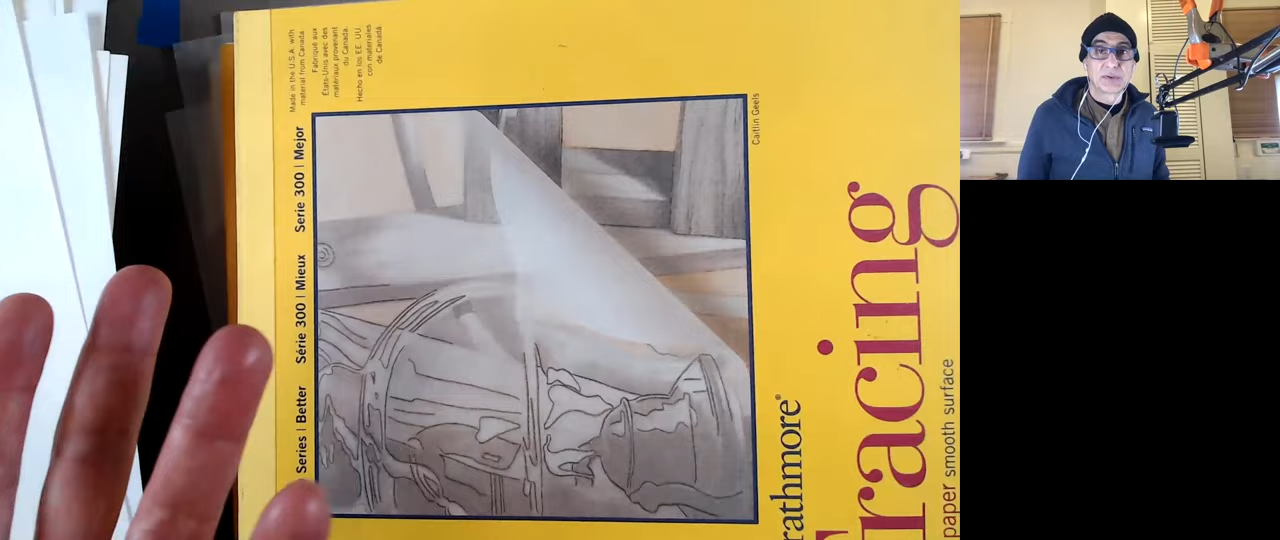 Made in the U.S.A. with
material from Canada
Fabriqué aux
États-Unis avec des
matériaux provenant
du Canada.
Hecho en los EE. UU.
con materiales
de Canadá.
Series | Better Série 300 | Mieux Serie 300 | Mejor
Caitlin Geels
rathmore®
Tracing
paper smooth surface